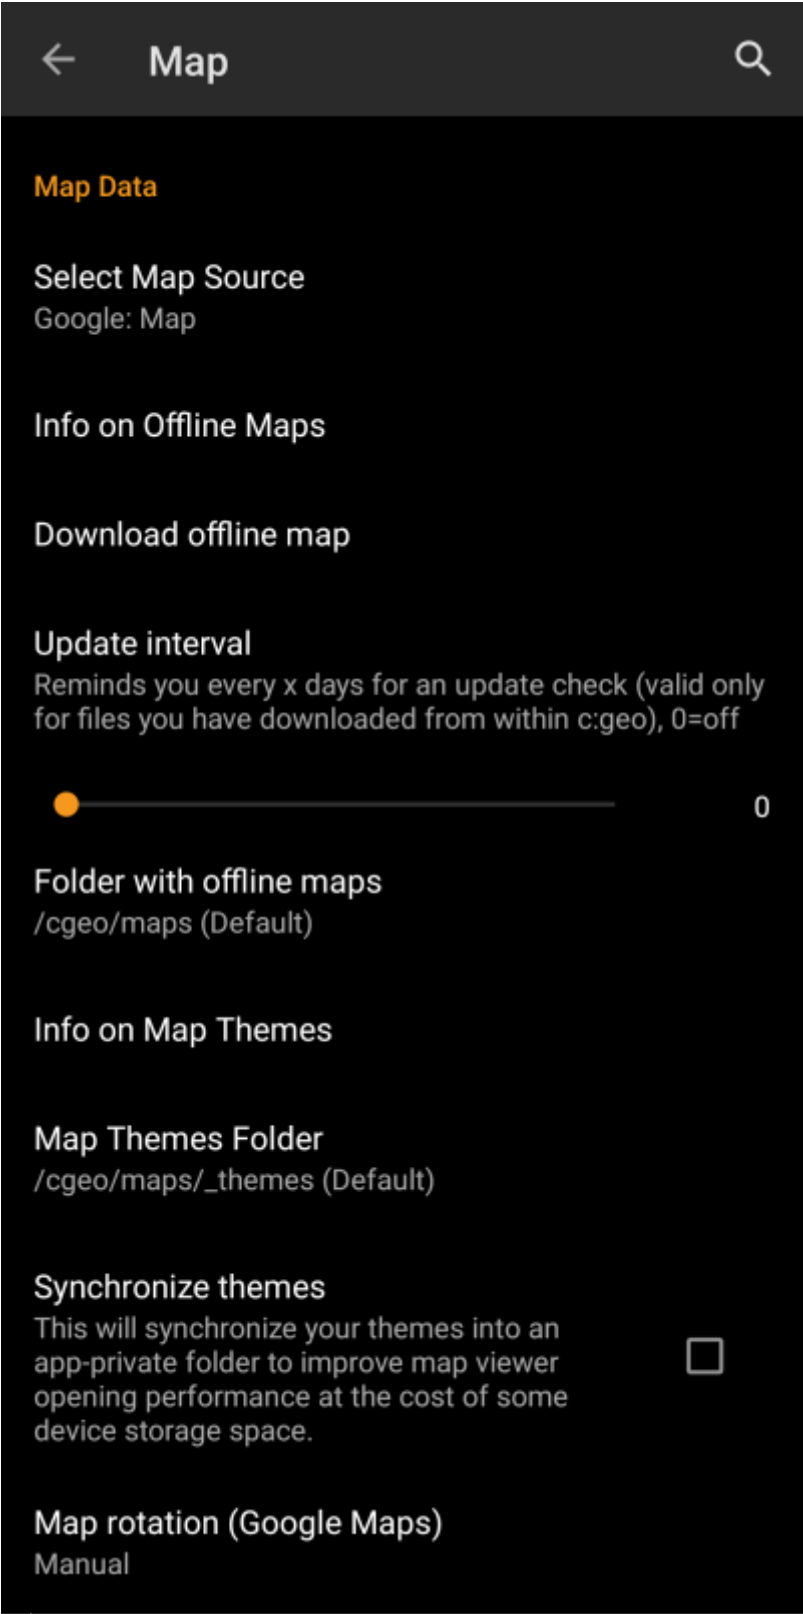 Map
Map Data
Select Map Source
Google: Map
Info on Offline Maps
Download offline map
Update interval
Reminds you every x days for an update check (valid only
for files you have downloaded from within c:geo), 0=off
0
Folder with offline maps
/cgeo/maps (Default)
Info on Map Themes
Map Themes Folder
/cgeo/maps/_themes (Default)
Synchronize themes
This will synchronize your themes into an
app-private folder to improve map viewer
opening performance at the cost of some
device storage space.
Map rotation (Google Maps)
Manual